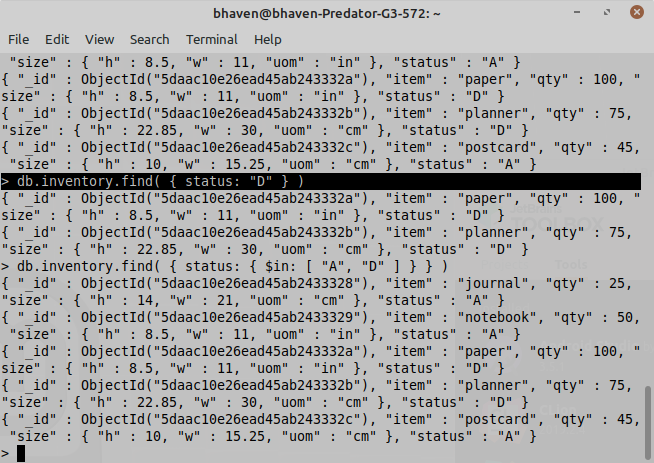 bhaven@bhaven-Predator-G3-572: ~
File Edit View Search Terminal Help
"size" : { "h" : 8.5, "w" : 11, "uom" : "in" }, "status" : "A" }
{ "_id" : ObjectId("5daac10e26ead45ab243332a"), "item" : "paper", "qty" : 100, "
size" : { "h" : 8.5, "w" : 11, "uom" : "in" }, "status" : "D" }
{ "_id" : ObjectId("5daac10e26ead45ab243332b"), "item" : "planner", "qty" : 75,
"size" : { "h" : 22.85, "w" : 30, "uom" : "cm" }, "status" : "D" }
{ "_id" : ObjectId("5daac10e26ead45ab243332c"), "item" : "postcard", "qty" : 45,
"size" : { "h" : 10, "w" : 15.25, "uom" : "cm" }, "status" : "A" }
> db.inventory.find( { status: "D" } )
{ "_id" : ObjectId("5daac10e26ead45ab243332a"), "item" : "paper", "qty" : 100, "
size" : { "h" : 8.5, "w" : 11, "uom" : "in" }, "status" : "D" }
{ "_id" : ObjectId("5daac10e26ead45ab243332b"), "item" : "planner", "qty" : 75,
"size" : { "h" : 22.85, "w" : 30, "uom" : "cm" }, "status" : "D" }
> db.inventory.find( { status: { $in: [ "A", "D" ] } } )
{ "_id" : ObjectId("5daac10e26ead45ab2433328"), "item" : "journal", "qty" : 25,
"size" : { "h" : 14, "w" : 21, "uom" : "cm" }, "status" : "A" }
{ "_id" : ObjectId("5daac10e26ead45ab2433329"), "item" : "notebook", "qty" : 50,
"size" : { "h" : 8.5, "w" : 11, "uom" : "in" }, "status" : "A" }
{ "_id" : ObjectId("5daac10e26ead45ab243332a"), "item" : "paper", "qty" : 100, "
size" : { "h" : 8.5, "w" : 11, "uom" : "in" }, "status" : "D" }
{ "_id" : ObjectId("5daac10e26ead45ab243332b"), "item" : "planner", "qty" : 75,
"size" : { "h" : 22.85, "w" : 30, "uom" : "cm" }, "status" : "D" }
{ "_id" : ObjectId("5daac10e26ead45ab243332c"), "item" : "postcard", "qty" : 45,
"size" : { "h" : 10, "w" : 15.25, "uom" : "cm" }, "status" : "A" }
>
TOOLBOX
Tools